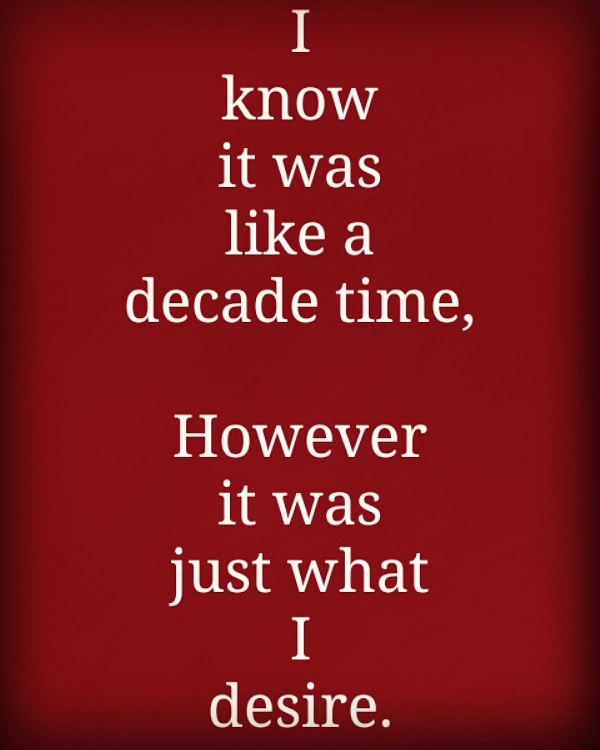 I
know
it was
like a
decade time,
However
it was
just what
I
desire.